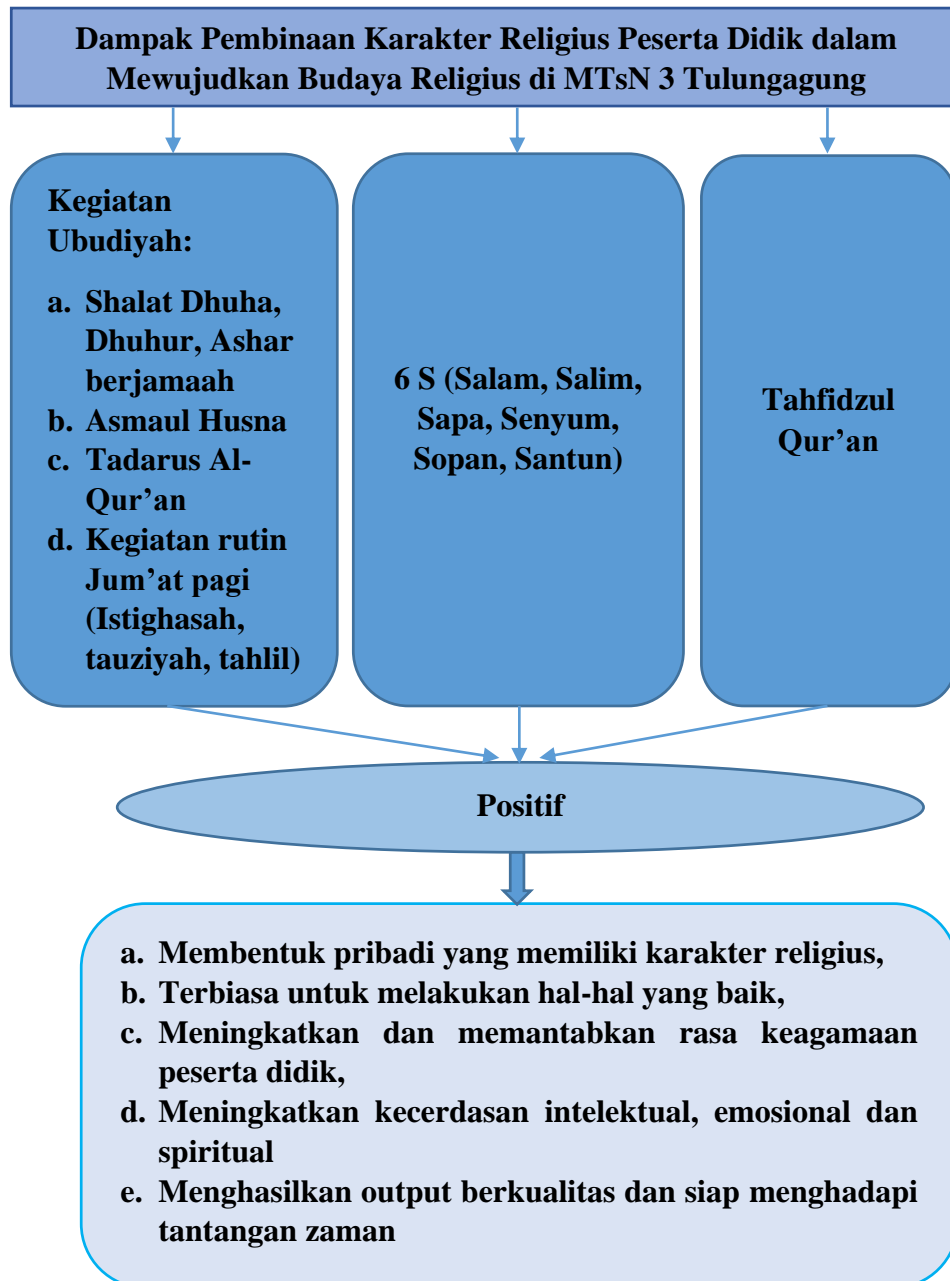 Dampak Pembinaan Karakter Religius Peserta Didik dalam
Mewujudkan Budaya Religius di MTsN 3 Tulungagung
Kegiatan
Ubudiyah:
a. Shalat Dhuha,
Dhuhur, Ashar
berjamaah
b. Asmaul Husna
c. Tadarus Al-
Qur’an
d. Kegiatan rutin
Jum’at pagi
(Istighasah,
tauziyah, tahlil)
6 S (Salam, Salim,
Sapa, Senyum,
Sopan, Santun)
Tahfidzul
Qur’an
Positif
a. Membentuk pribadi yang memiliki karakter religius,
b. Terbiasa untuk melakukan hal-hal yang baik,
c. Meningkatkan dan memantabkan rasa keagamaan
peserta didik,
d. Meningkatkan kecerdasan intelektual, emosional dan
spiritual
e. Menghasilkan output berkualitas dan siap menghadapi
tantangan zaman